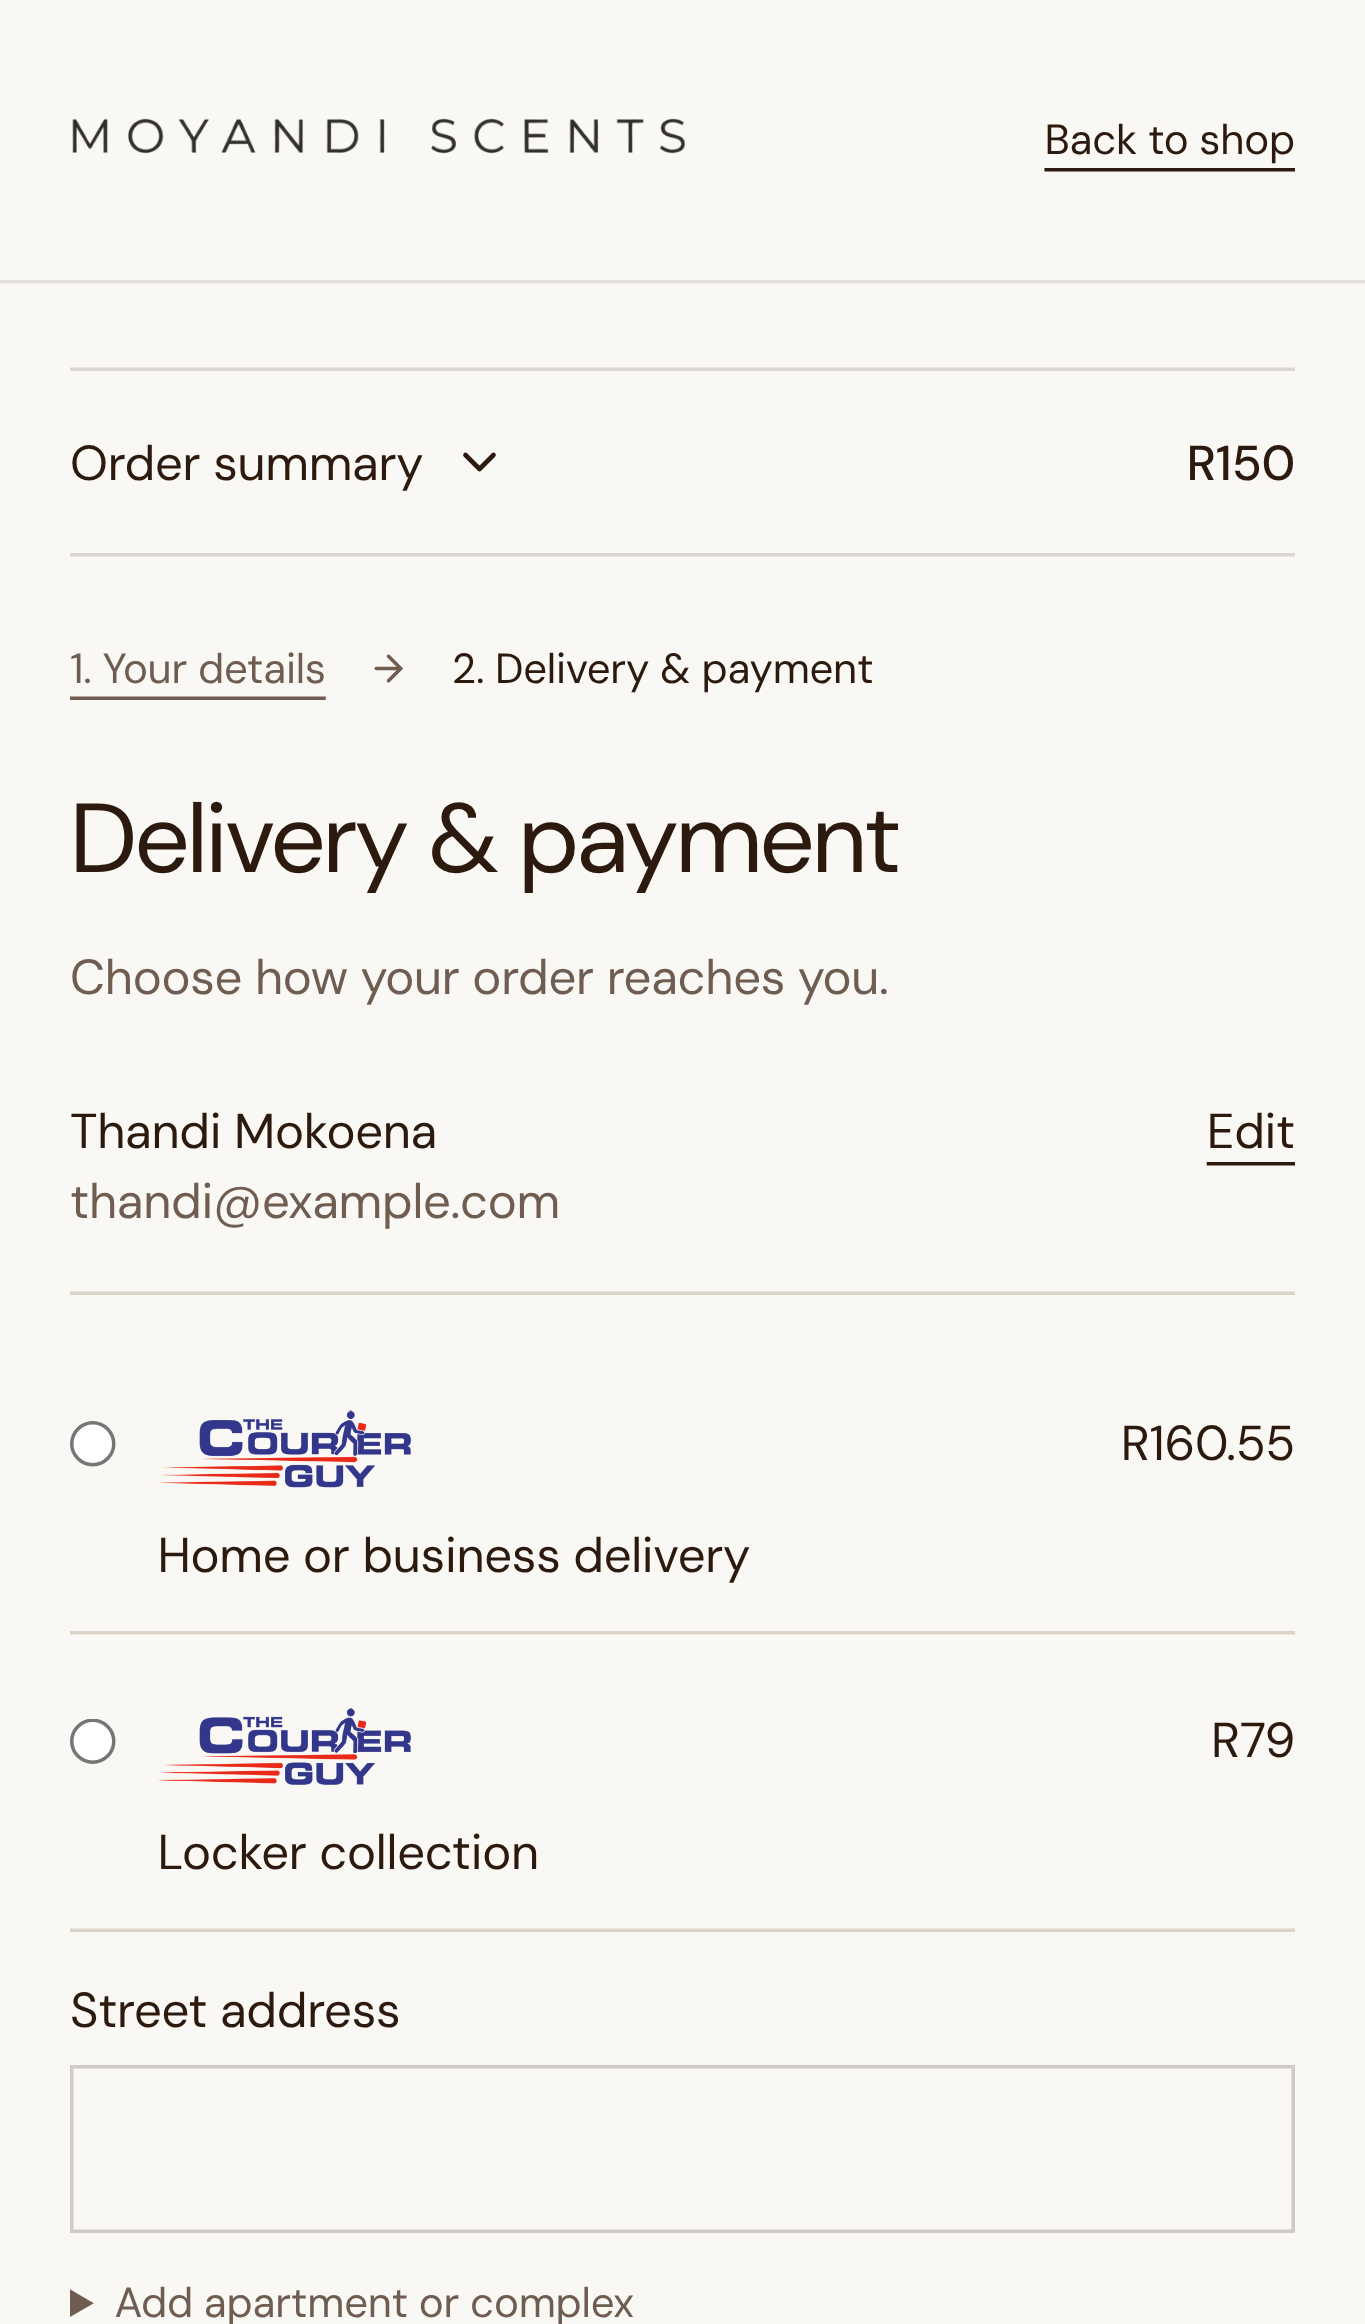 MOYANDI SCENTS
Back to shop
Order summary
R150
1. Your details → 2. Delivery & payment
Delivery & payment
Choose how your order reaches you.
Thandi Mokoena
Edit
thandi@example.com
THE COURIER GUY
R160.55
Home or business delivery
THE COURIER GUY
R79
Locker collection
Street address
Add apartment or complex